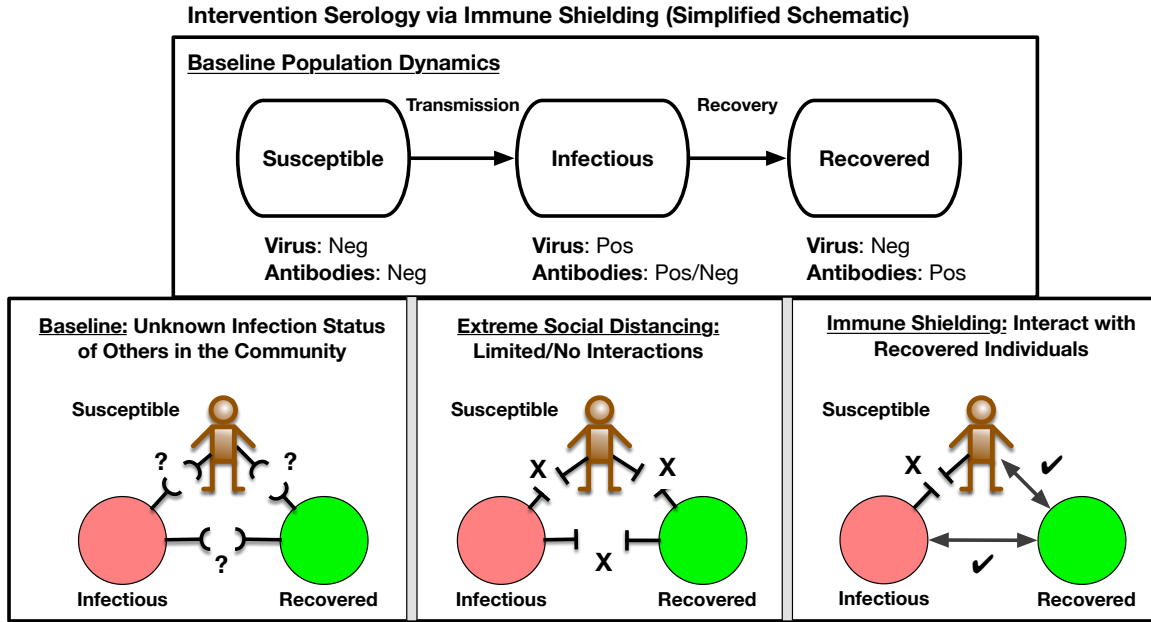 Intervention Serology via Immune Shielding (Simplified Schematic)
Baseline Population Dynamics
Transmission
Recovery
Susceptible
Infectious
Recovered
Virus: Neg
Antibodies: Neg
Virus: Pos
Antibodies: Pos/Neg
Virus: Neg
Antibodies: Pos
Baseline: Unknown Infection Status
of Others in the Community
Susceptible
?
?
?
Infectious
Recovered
Extreme Social Distancing:
Limited/No Interactions
Susceptible
X
X
X
Infectious
Recovered
Immune Shielding: Interact with
Recovered Individuals
Susceptible
X
✔
✔
Infectious
Recovered